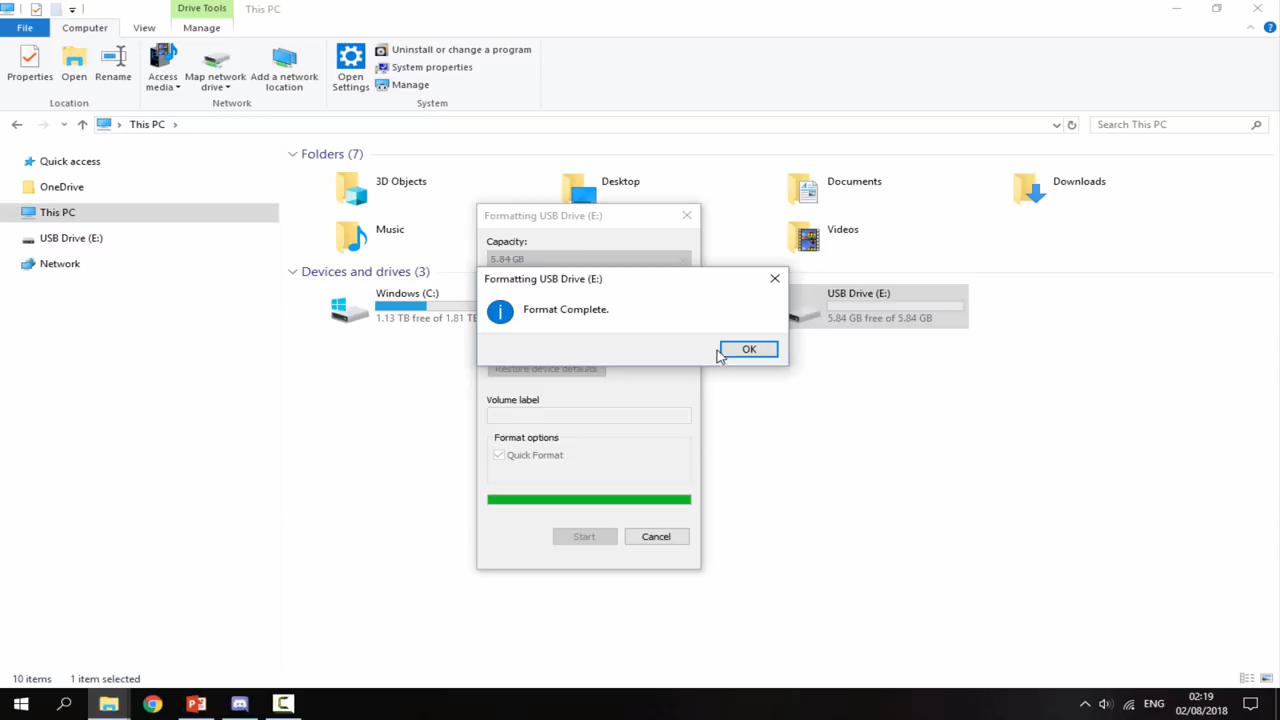 Drive Tools
This PC
File
Computer
View
Manage
Properties
Open
Rename
Access media
Map network drive
Add a network location
Open Settings
Uninstall or change a program
System properties
Manage
Location
Network
System
This PC
Search This PC
Quick access
OneDrive
This PC
USB Drive (E:)
Network
Folders (7)
3D Objects
Desktop
Documents
Downloads
Music
Videos
Devices and drives (3)
Windows (C:)
1.13 TB free of 1.81 TB
USB Drive (E:)
5.84 GB free of 5.84 GB
Formatting USB Drive (E:)
Capacity:
5.84 GB
Formatting USB Drive (E:)
Format Complete.
OK
Restore device defaults
Volume label
Format options
Quick Format
Start
Cancel
10 items
1 item selected
ENG
02:19
02/08/2018